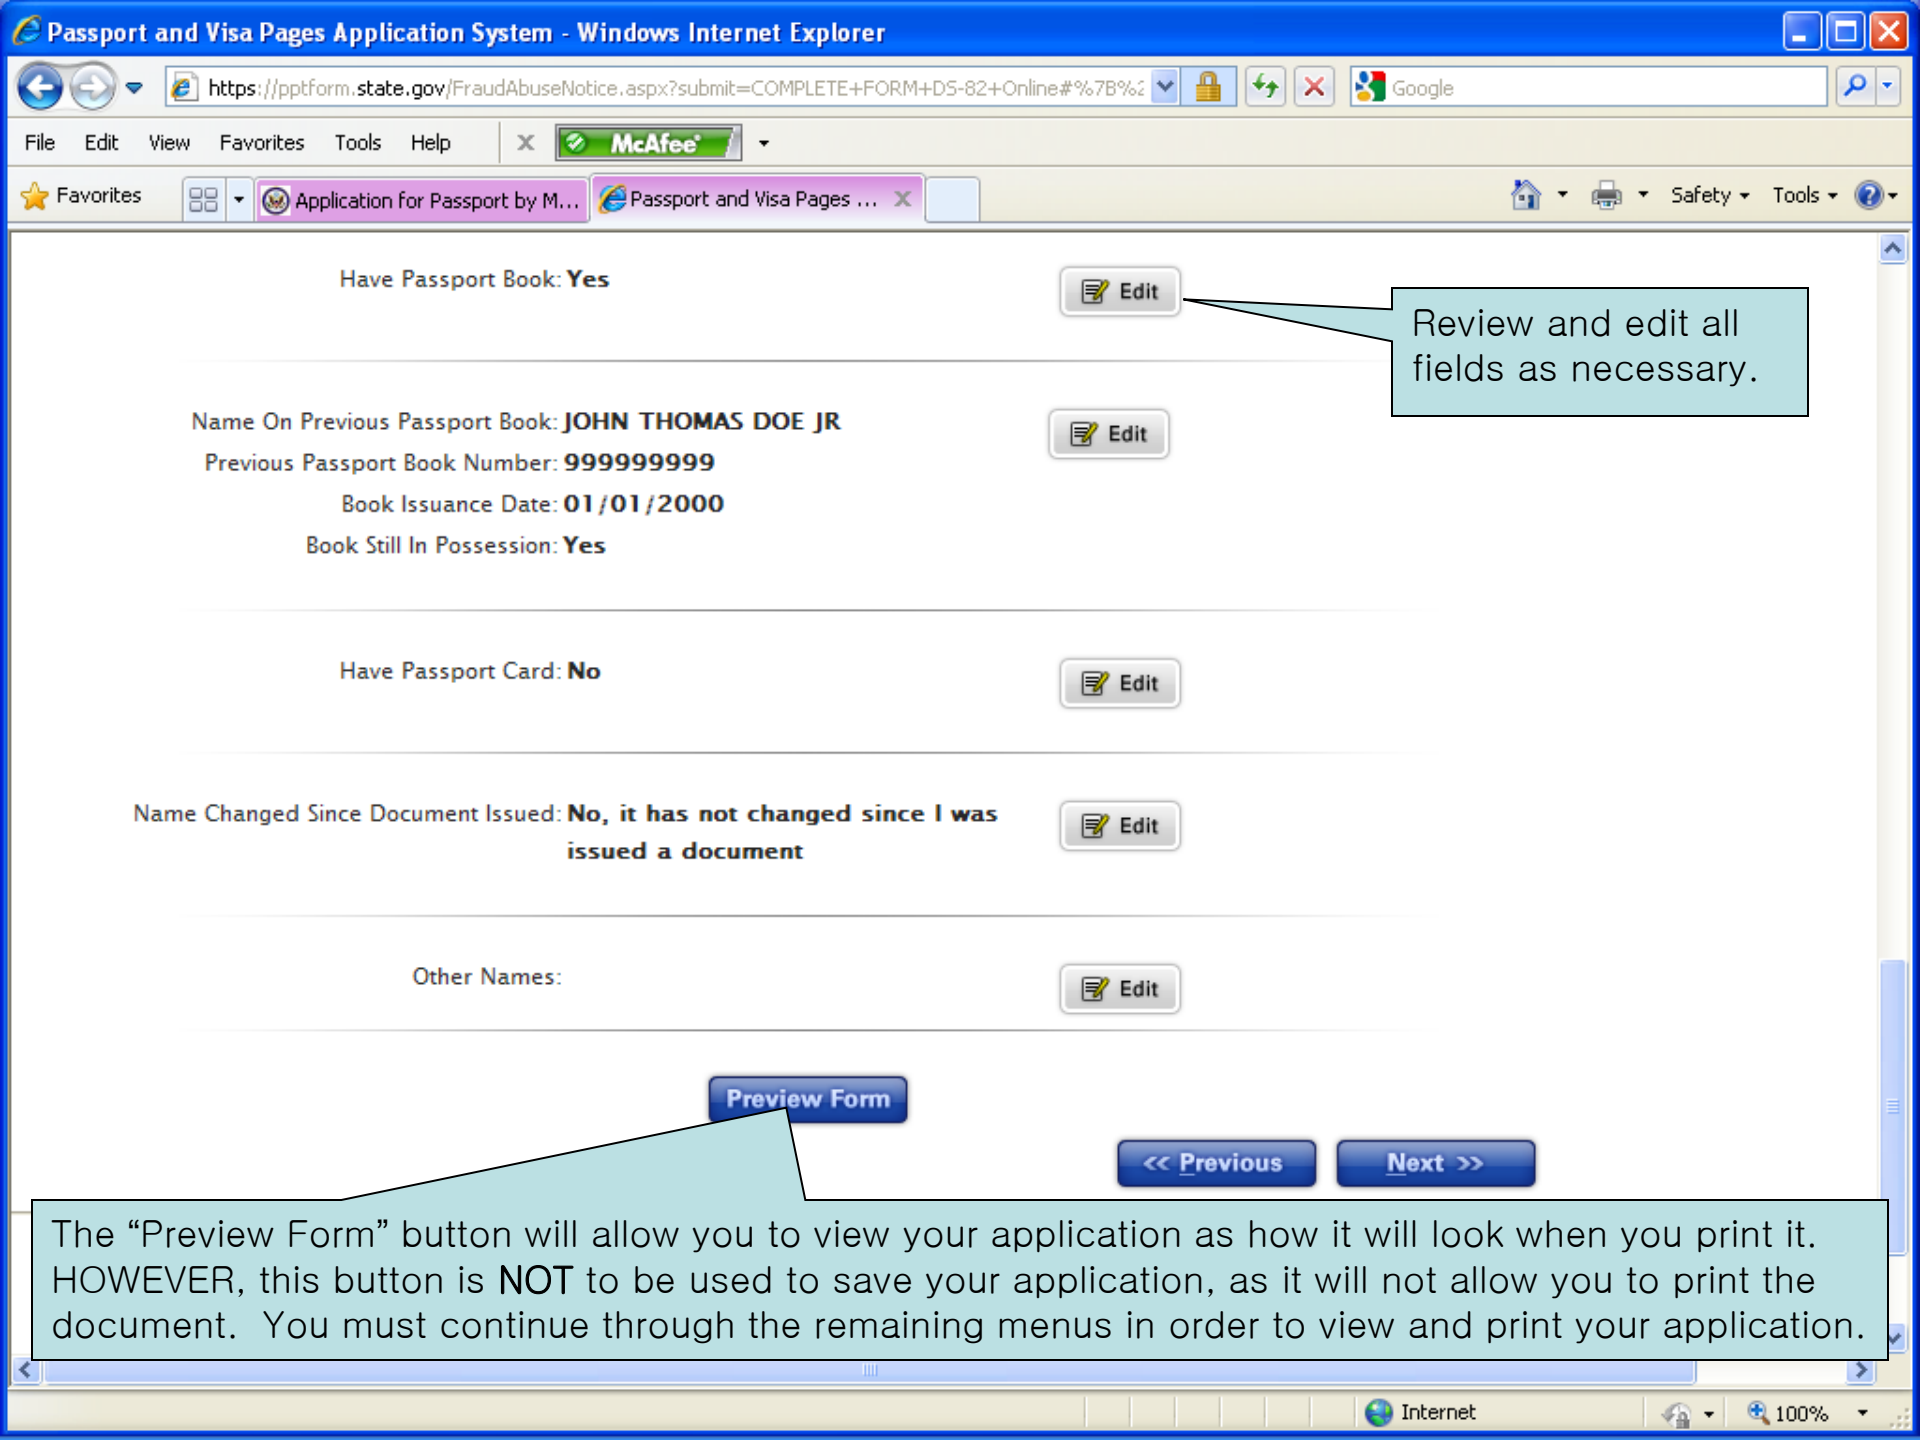 Passport and Visa Pages Application System - Windows Internet Explorer
https://pptform.state.gov/FraudAbuseNotice.aspx?submit=COMPLETE+FORM+DS-82+Online#%7B%2
Google
File Edit View Favorites Tools Help
X McAfee
Favorites
Application for Passport by M...
Passport and Visa Pages ...
Safety
Tools
Have Passport Book: Yes
Edit
Review and edit all
fields as necessary.
Name On Previous Passport Book: JOHN THOMAS DOE JR
Edit
Previous Passport Book Number: 999999999
Book Issuance Date: 01/01/2000
Book Still In Possession: Yes
Have Passport Card: No
Edit
Name Changed Since Document Issued: No, it has not changed since I was
issued a document
Edit
Other Names:
Edit
Preview Form
<< Previous
Next >>
The “Preview Form” button will allow you to view your application as how it will look when you print it.
HOWEVER, this button is NOT to be used to save your application, as it will not allow you to print the
document. You must continue through the remaining menus in order to view and print your application.
Internet
100%